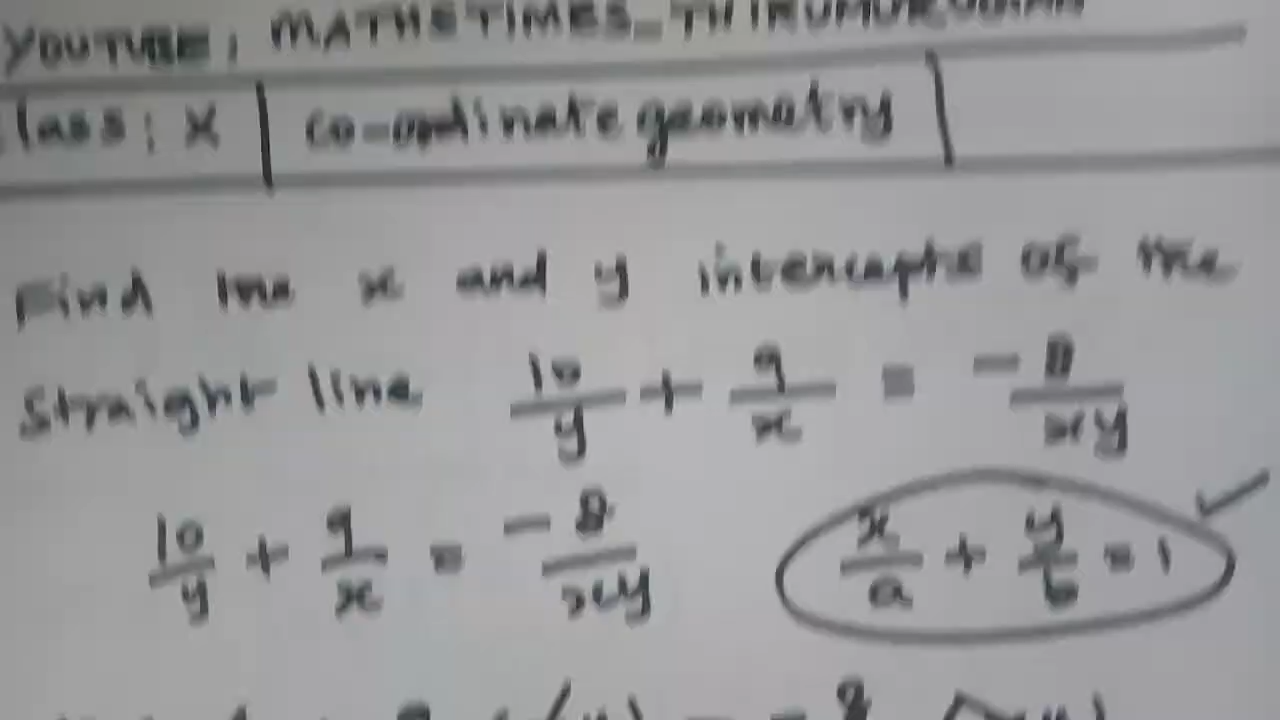 YOUTUBE: MATHSTIMES_THIRUMURUGAN
Class: X | co-ordinate geometry |
Find the x and y intercepts of the
straight line 10/y + 9/x = -8/xy
10/y + 9/x = -8/xy x/a + y/b = 1